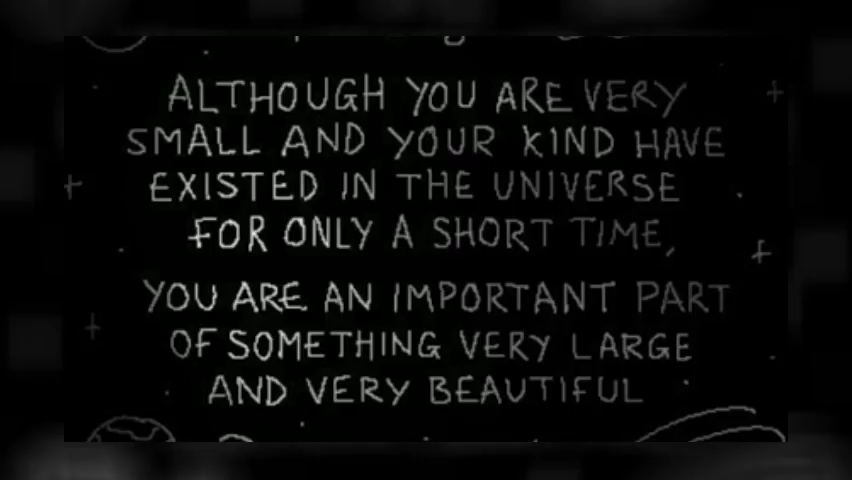 ALTHOUGH YOU ARE VERY
SMALL AND YOUR KIND HAVE
EXISTED IN THE UNIVERSE
FOR ONLY A SHORT TIME,
YOU ARE AN IMPORTANT PART
OF SOMETHING VERY LARGE
AND VERY BEAUTIFUL